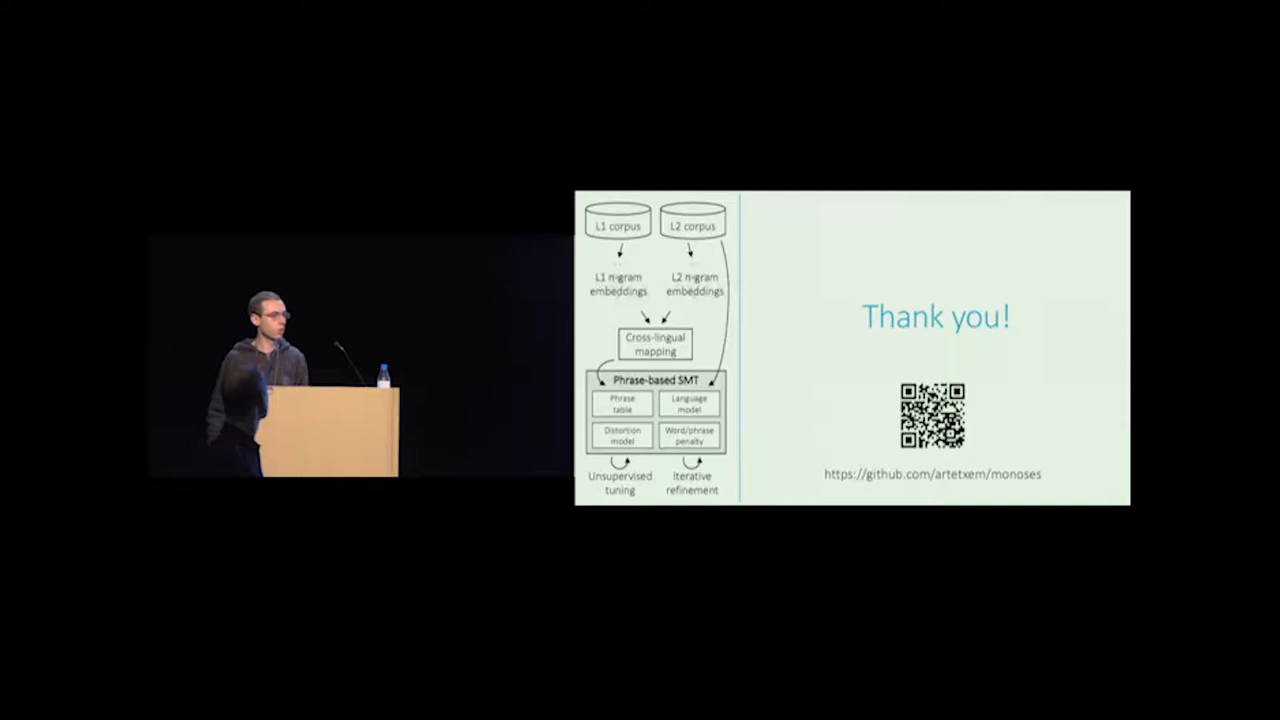 L1 corpus
L2 corpus
L1 n-gram
embeddings
L2 n-gram
embeddings
Cross-lingual
mapping
Phrase-based SMT
Phrase
table
Language
model
Distortion
model
Word/phrase
penalty
Unsupervised
tuning
Iterative
refinement
Thank you!
https://github.com/artetxem/monoses